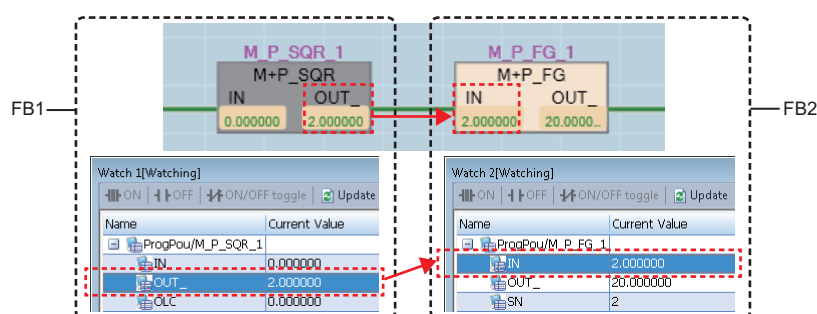 M_P_SQR_1 M_P_FG_1
M+P_SQR M+P_FG
IN OUT_ IN OUT_
0.000000 2.000000 2.000000 20.0000...
FB1 FB2
Watch 1[Watching] Watch 2[Watching]
ON OFF ON/OFF toggle Update ON OFF ON/OFF toggle Update
Name Current Value Name Current Value
ProgPou/M_P_SQR_1 ProgPou/M_P_FG_1
IN 0.000000 IN 2.000000
OUT_ 2.000000 OUT_ 20.000000
OLC 0.000000 SN 2